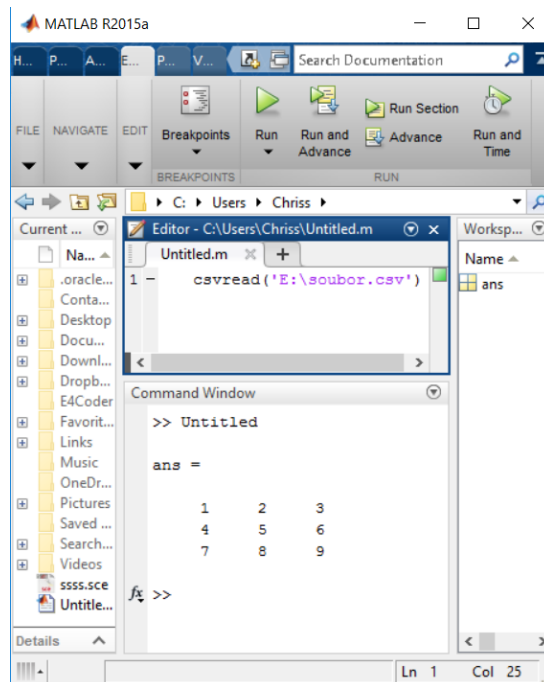 MATLAB R2015a
H... P... A... E... P... V... Search Documentation
FILE NAVIGATE EDIT Breakpoints Run Run and Advance Run Section Advance Run and Time
BREAKPOINTS RUN
C: Users Chriss
Current ...
Na...
.oracle...
Conta...
Desktop
Docu...
Downl...
Dropb...
E4Coder
Favorit...
Links
Music
OneDr...
Pictures
Saved ...
Search...
Videos
ssss.sce
Untitle...
Details
Editor - C:\Users\Chriss\Untitled.m
Untitled.m
1 – csvread('E:\soubor.csv')
Command Window
>> Untitled
ans =
1 2 3
4 5 6
7 8 9
fx >>
Worksp...
Name
ans
Ln 1 Col 25